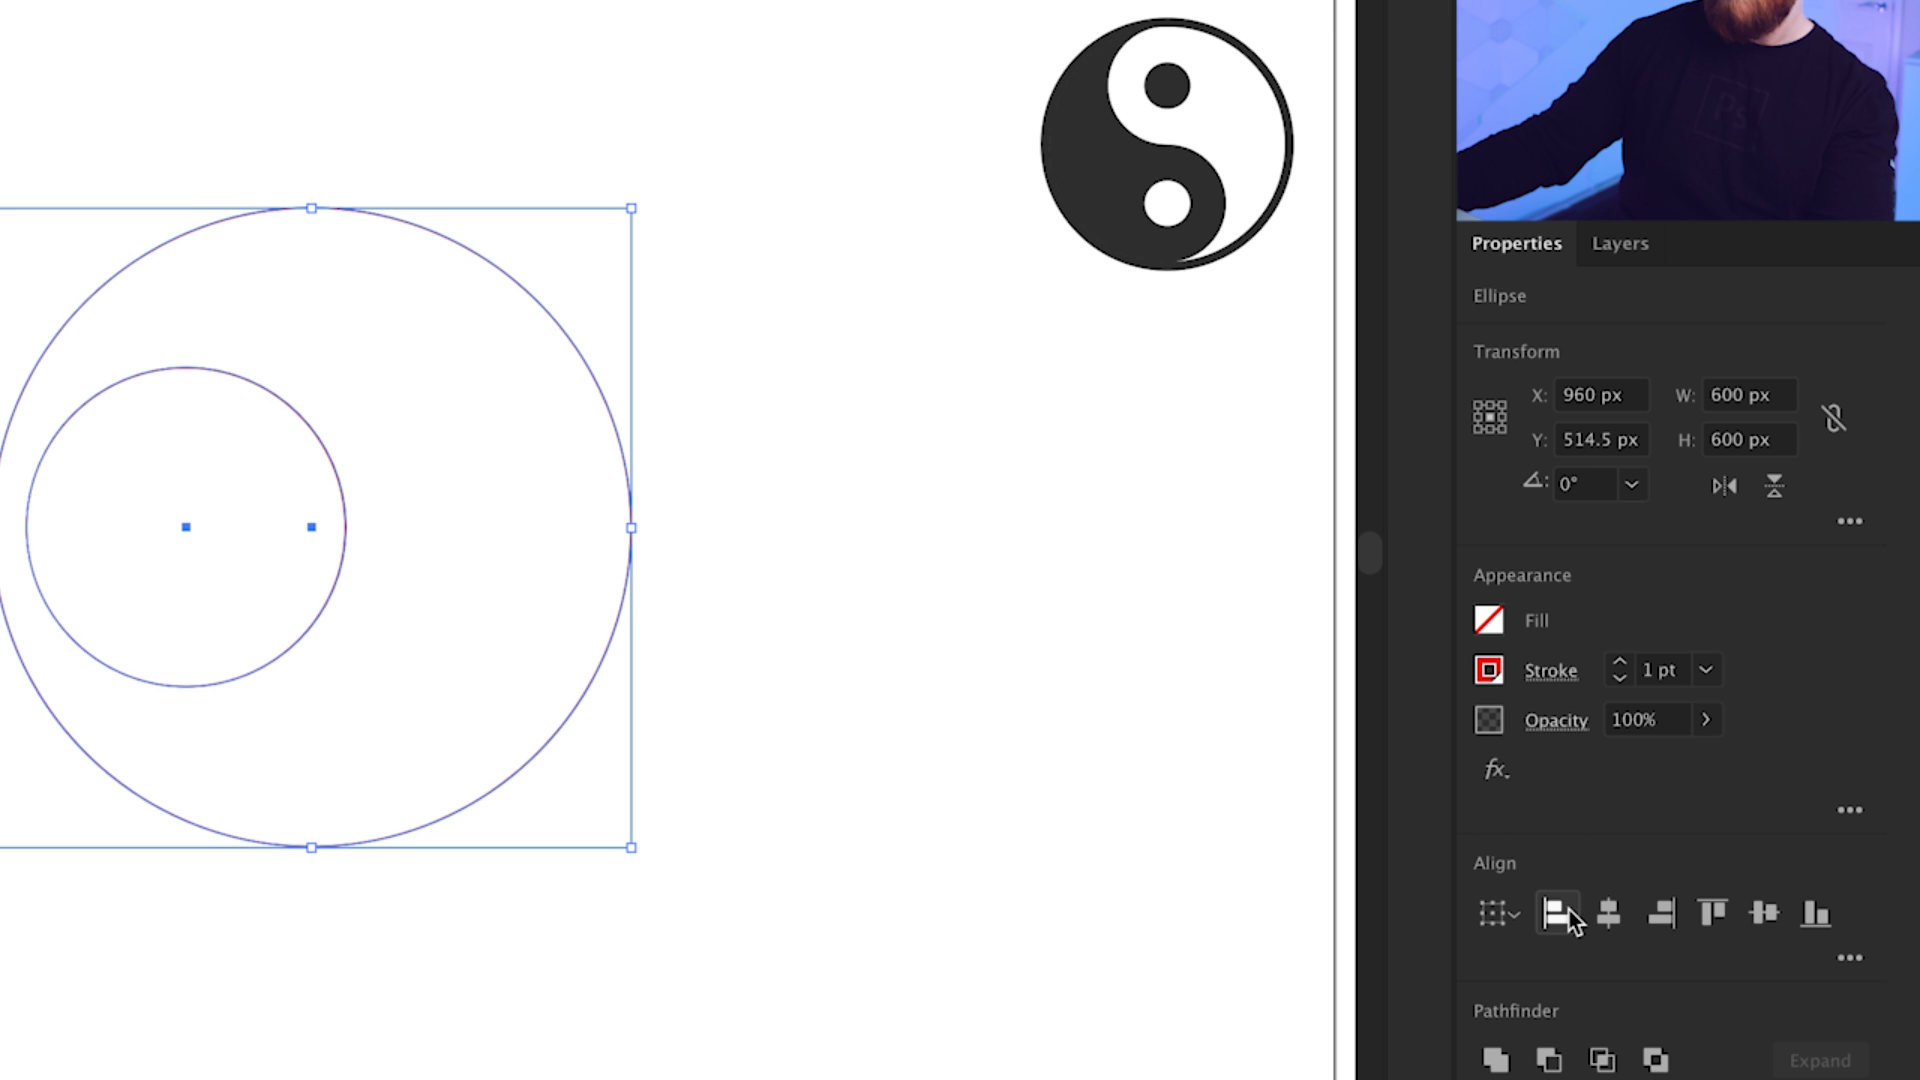 Ps
Properties Layers
Ellipse
Transform
X: 960 px W: 600 px
Y: 514.5 px H: 600 px
: 0°
Appearance
Fill
Stroke 1 pt
Opacity 100%
fx.
Align
Pathfinder
Expand